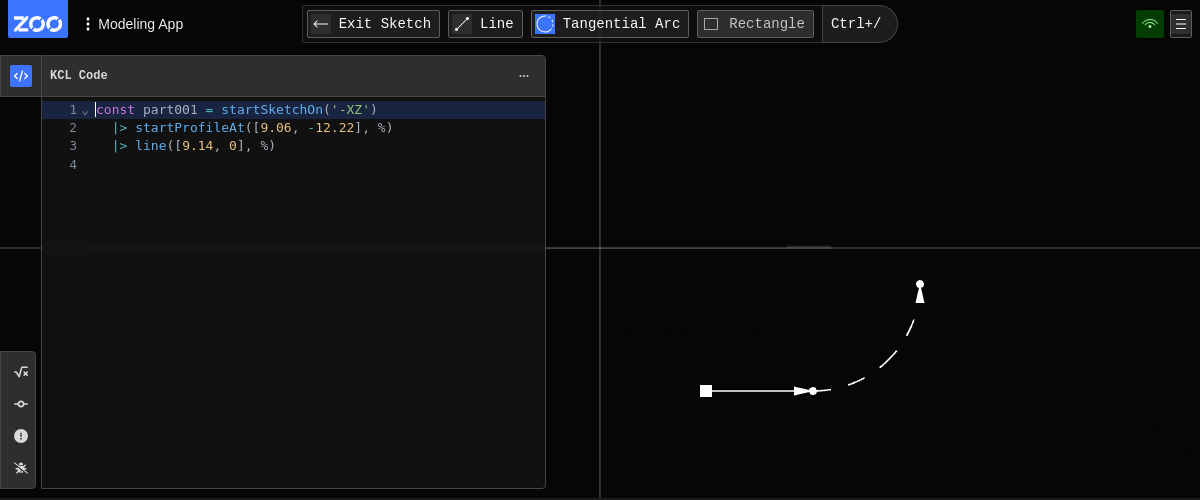 ZOO
Modeling App
Exit Sketch
Line
Tangential Arc
Rectangle
Ctrl+/
KCL Code
1 const part001 = startSketchOn('-XZ')
2 |> startProfileAt([9.06, -12.22], %)
3 |> line([9.14, 0], %)
4